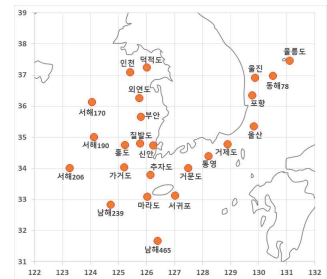 39
38
37
36
35
34
33
32
31
122 123 124 125 126 127 128 129 130 131 132
울릉도
덕적도
인천
울진
동해78
외연도
포항
서해170
부안
울산
서해190
칠발도
홍도
신안
거제도
통영
서해206
가거도
추자도
거문도
남해239
마라도
서귀포
남해465